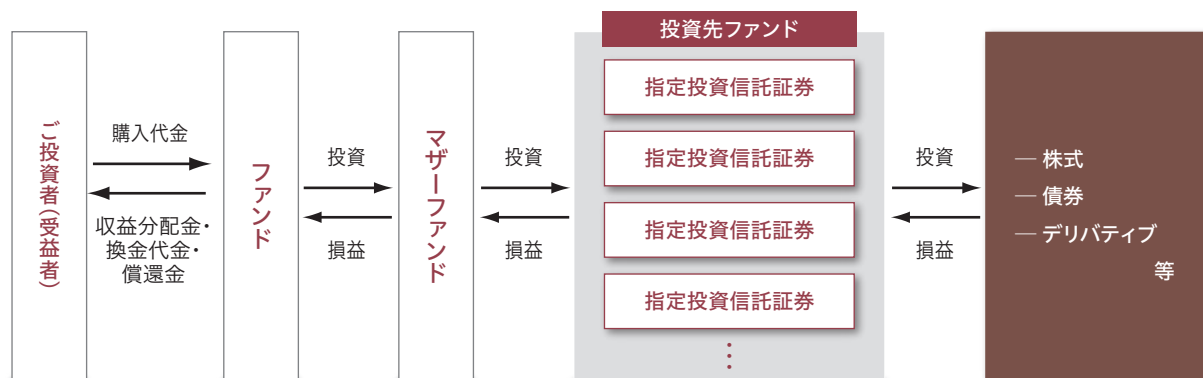 ご投資者(受益者)
購入代金
収益分配金・
換金代金・
償還金
ファンド
投資
損益
マザーファンド
投資
損益
投資先ファンド
指定投資信託証券
指定投資信託証券
指定投資信託証券
指定投資信託証券
⋮
投資
損益
― 株式
― 債券
― デリバティブ
等